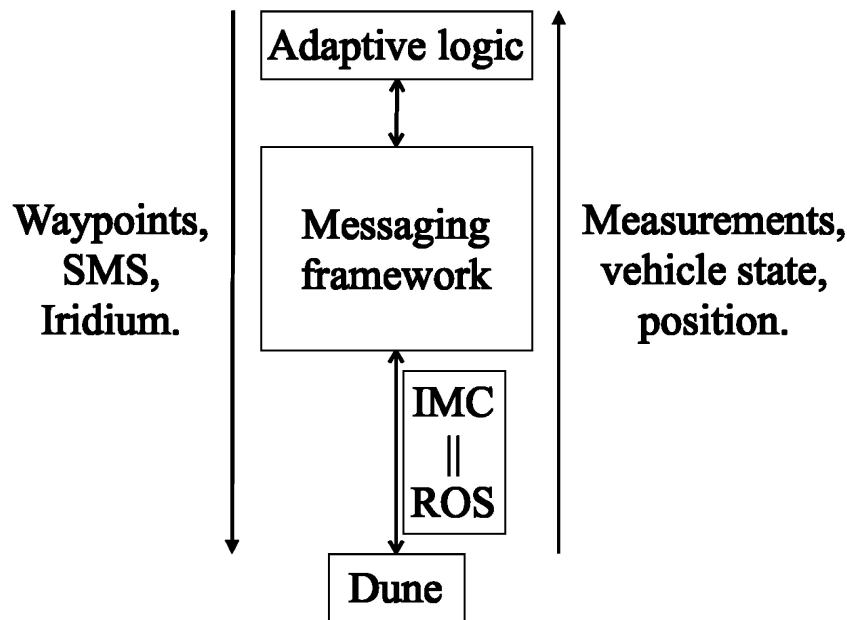 Adaptive logic
Waypoints,
SMS,
Iridium.
Messaging
framework
Measurements,
vehicle state,
position.
IMC
||
ROS
Dune